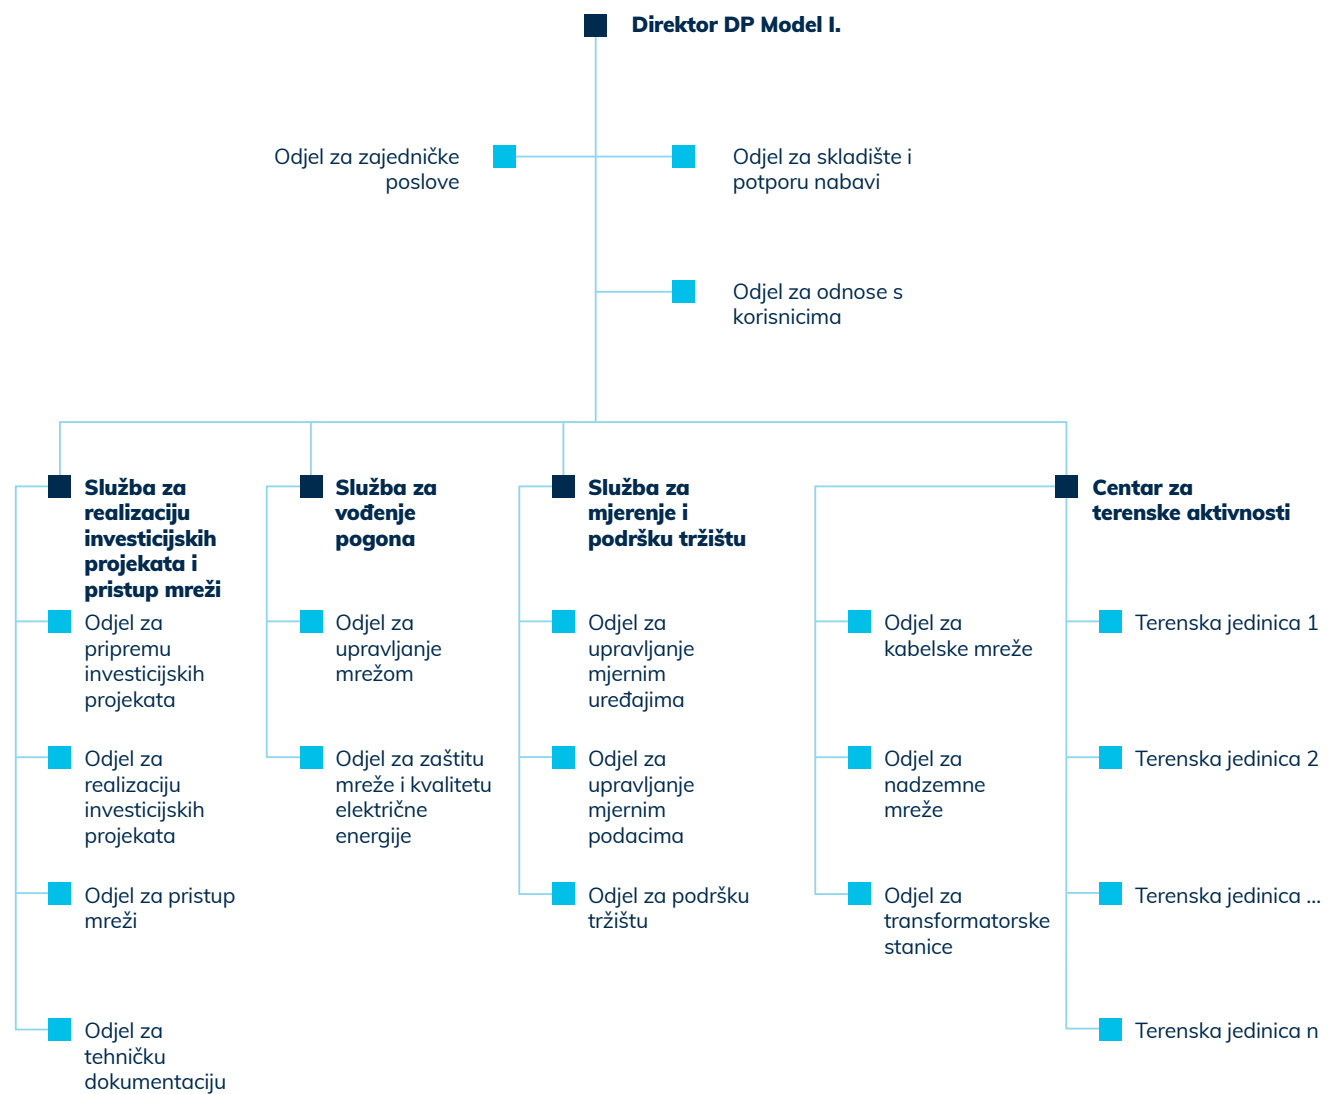 Direktor DP Model I.
Odjel za zajedničke
poslove
Odjel za skladište i
potporu nabavi
Odjel za odnose s
korisnicima
Služba za
realizaciju
investicijskih
projekata i
pristup mreži
Odjel za
pripremu
investicijskih
projekata
Odjel za
realizaciju
investicijskih
projekata
Odjel za pristup
mreži
Odjel za
tehničku
dokumentaciju
Služba za
vođenje
pogona
Odjel za
upravljanje
mrežom
Odjel za zaštitu
mreže i kvalitetu
električne
energije
Služba za
mjerenje i
podršku tržištu
Odjel za
upravljanje
mjernim
uređajima
Odjel za
upravljanje
mjernim
podacima
Odjel za podršku
tržištu
Centar za
terenske aktivnosti
Odjel za
kabelske mreže
Odjel za
nadzemne
mreže
Odjel za
transformatorske
stanice
Terenska jedinica 1
Terenska jedinica 2
Terenska jedinica ...
Terenska jedinica n